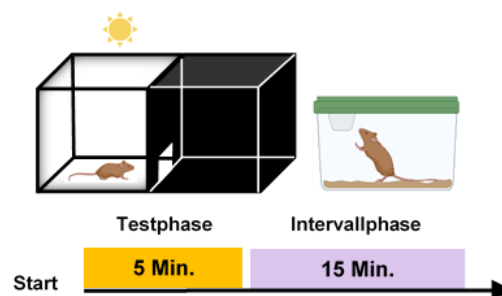 Testphase
Intervallphase
5 Min.
15 Min.
Start